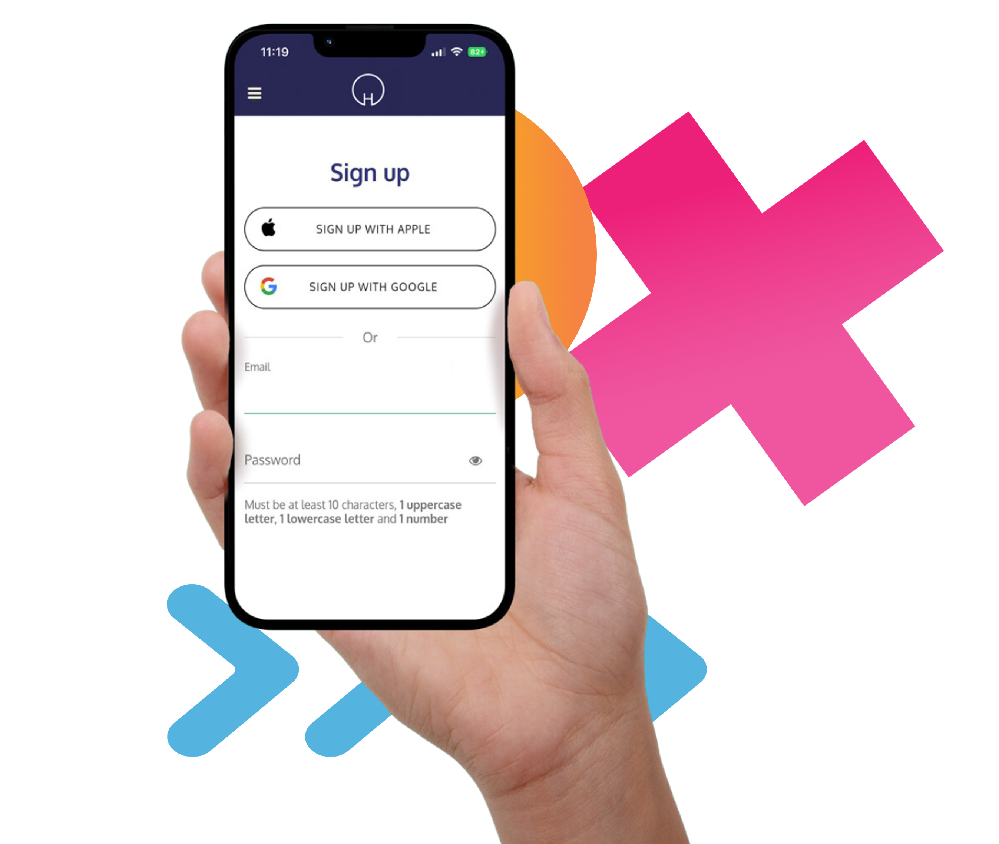 11:19
82
H
Sign up
SIGN UP WITH APPLE
G
SIGN UP WITH GOOGLE
Or
Email
Password
Must be at least 10 characters, 1 uppercase
letter, 1 lowercase letter and 1 number